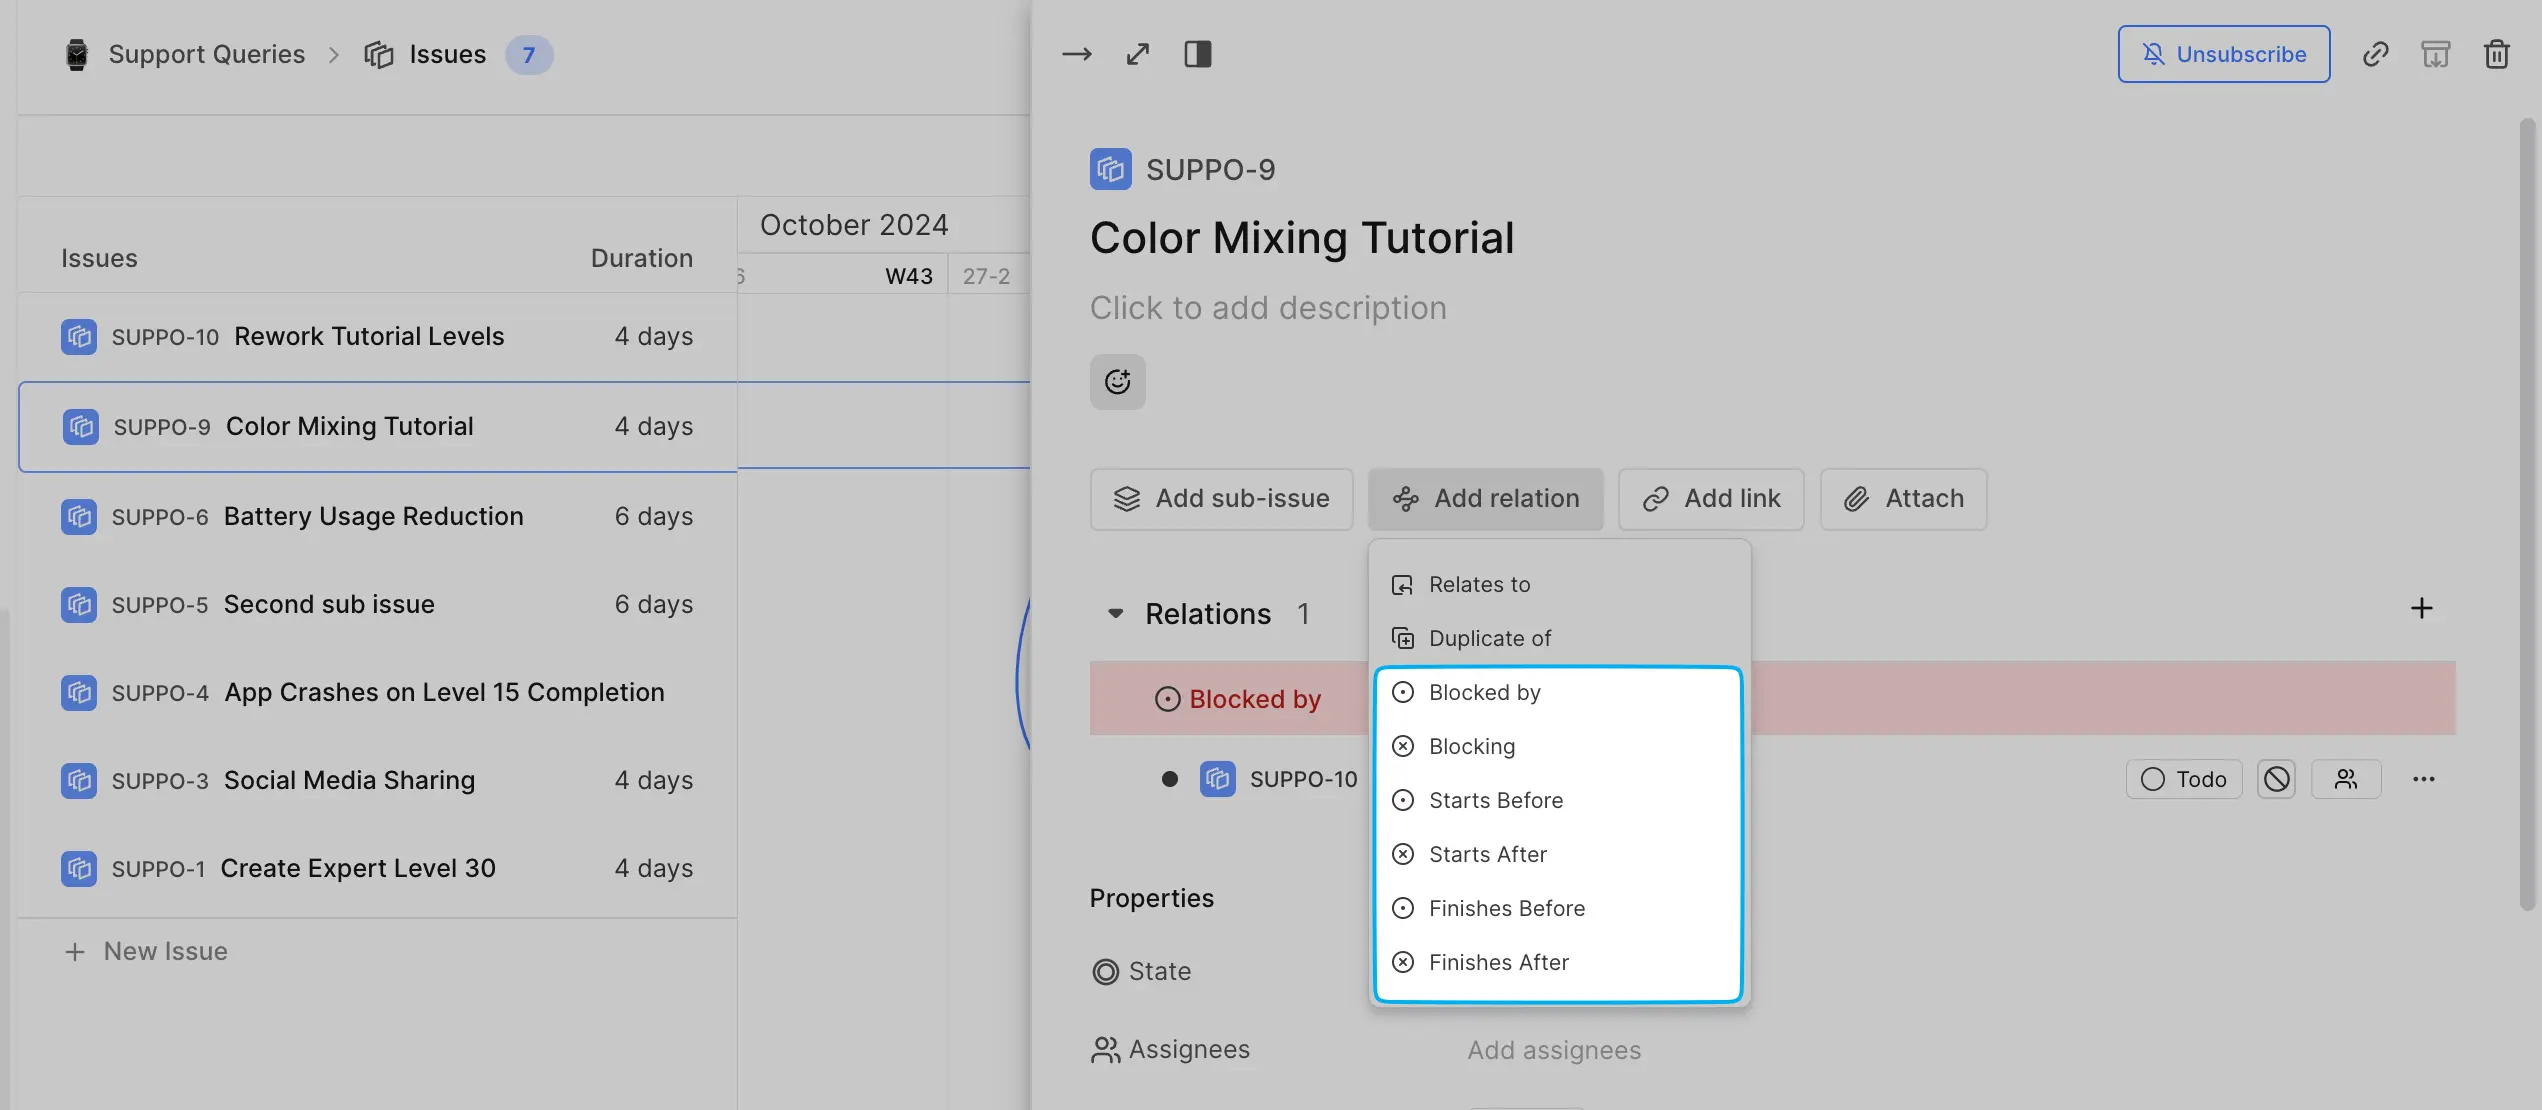 Support Queries > Issues 7
Unsubscribe
October 2024
Issues Duration
W43 27-2
SUPPO-10 Rework Tutorial Levels 4 days
SUPPO-9 Color Mixing Tutorial 4 days
SUPPO-6 Battery Usage Reduction 6 days
SUPPO-5 Second sub issue 6 days
SUPPO-4 App Crashes on Level 15 Completion
SUPPO-3 Social Media Sharing 4 days
SUPPO-1 Create Expert Level 30 4 days
+ New Issue
SUPPO-9
Color Mixing Tutorial
Click to add description
Add sub-issue Add relation Add link Attach
Relations 1
Blocked by
SUPPO-10 Todo
Relates to
Duplicate of
Blocked by
Blocking
Starts Before
Starts After
Finishes Before
Finishes After
Properties
State
Assignees Add assignees